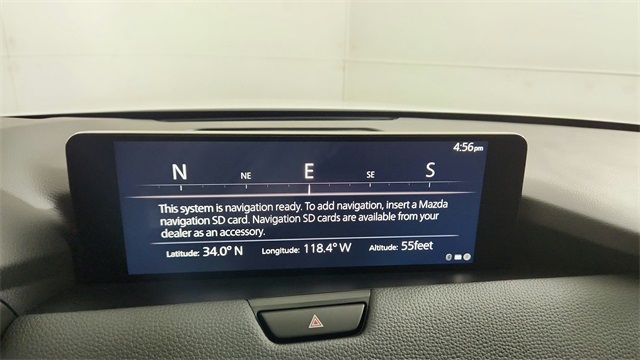 4:56pm
N NE E SE S
This system is navigation ready. To add navigation, insert a Mazda
navigation SD card. Navigation SD cards are available from your
dealer as an accessory.
Latitude: 34.0° N Longitude: 118.4° W Altitude: 55feet